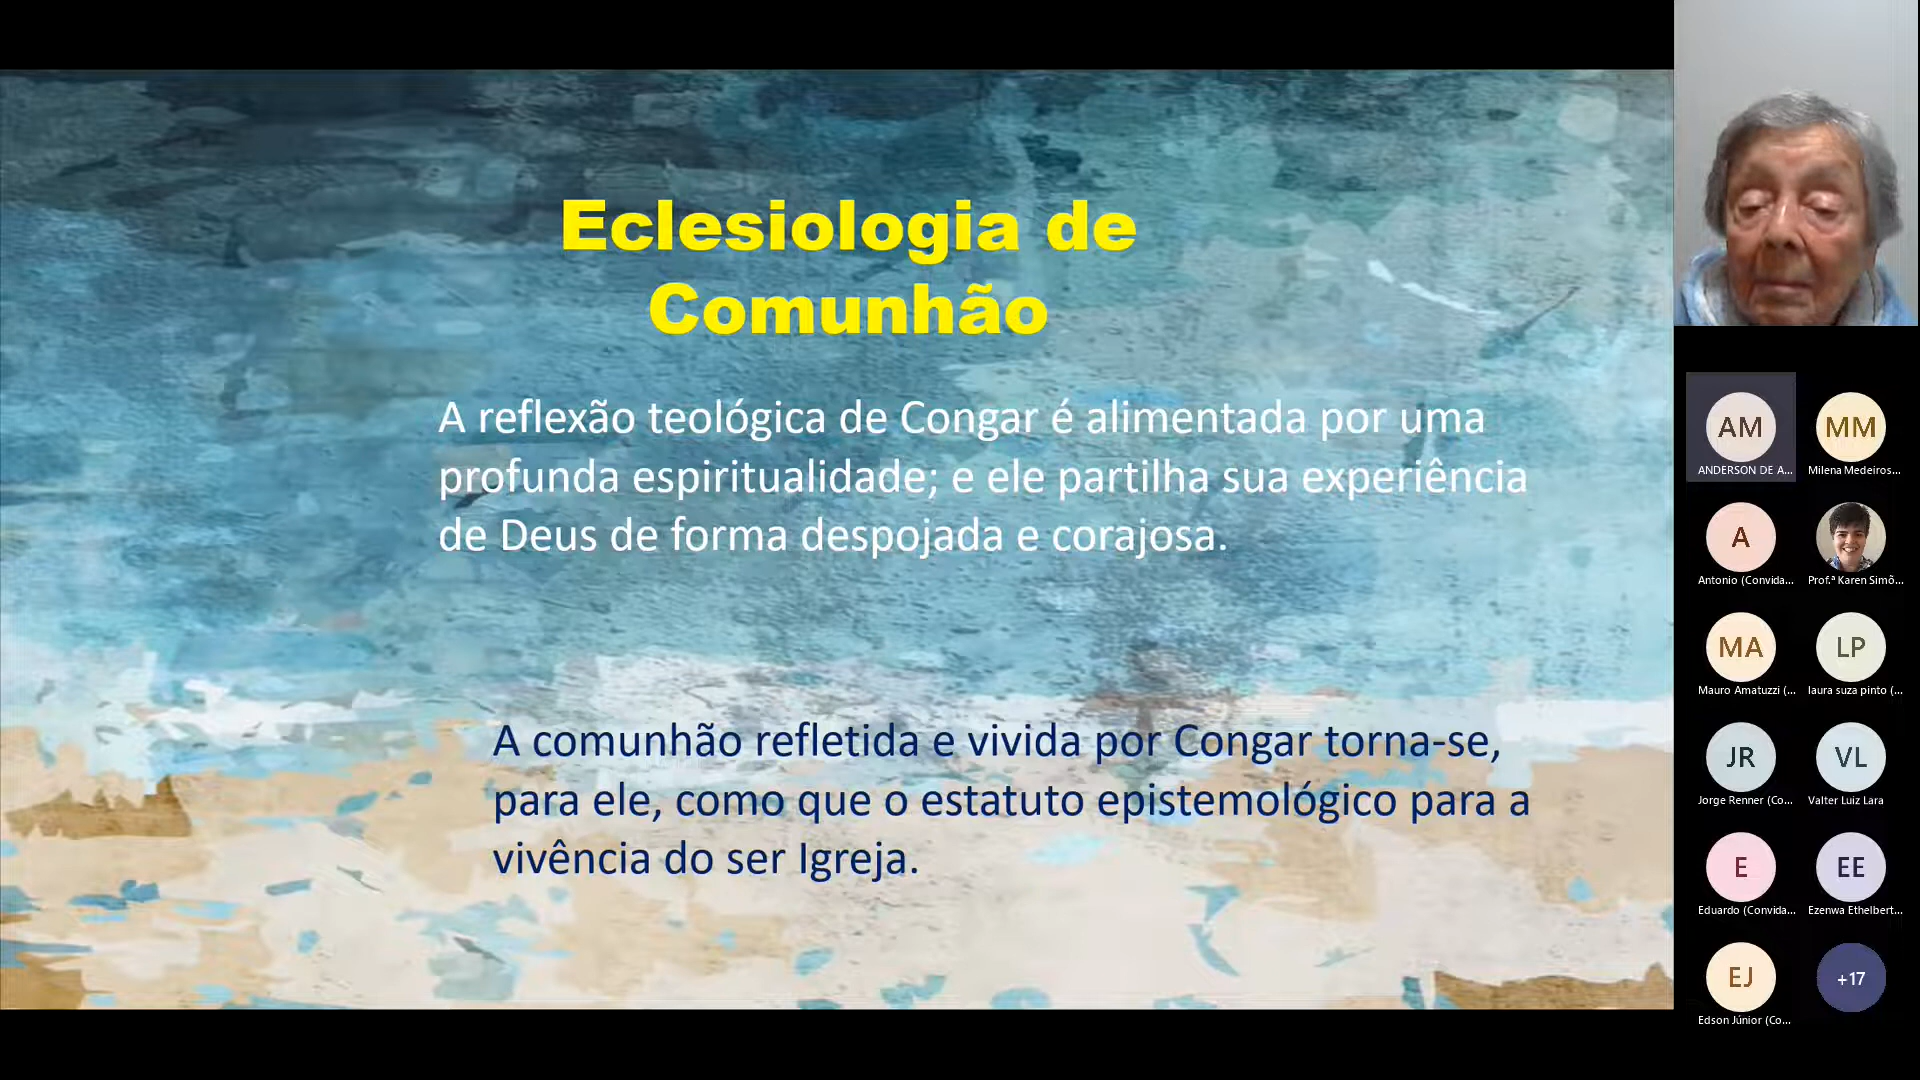 Eclesiologia de
Comunhão
A reflexão teológica de Congar é alimentada por uma
profunda espiritualidade; e ele partilha sua experiência
de Deus de forma despojada e corajosa.
A comunhão refletida e vivida por Congar torna-se,
para ele, como que o estatuto epistemológico para a
vivência do ser Igreja.
AM
ANDERSON DE A...
MM
Milena Medeiros...
A
Antonio (Convida...
Prof.ª Karen Simõ...
MA
Mauro Amatuzzi (...
LP
laura suza pinto (...
JR
Jorge Renner (Co...
VL
Valter Luiz Lara
E
Eduardo (Convida...
EE
Ezenwa Ethelbert...
EJ
Edson Júnior (Co...
+17